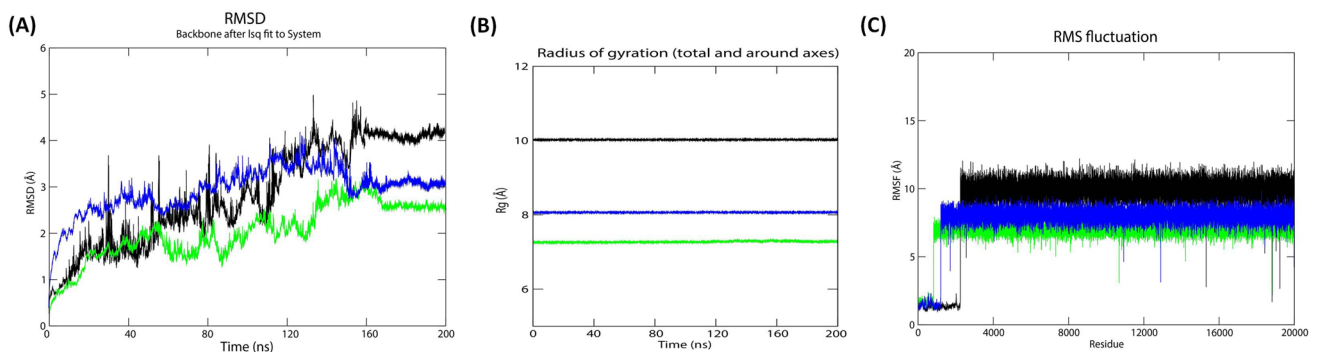 (A)
RMSD
Backbone after lsq fit to System
RMSD (Å)
6
5
4
3
2
1
0
0 40 80 120 160 200
Time (ns)
(B)
Radius of gyration (total and around axes)
Rg (Å)
12
10
8
6
0 40 80 120 160 200
Time (ns)
(C)
RMS fluctuation
RMSF (Å)
20
15
10
5
0
4000 8000 12000 16000 20000
Residue